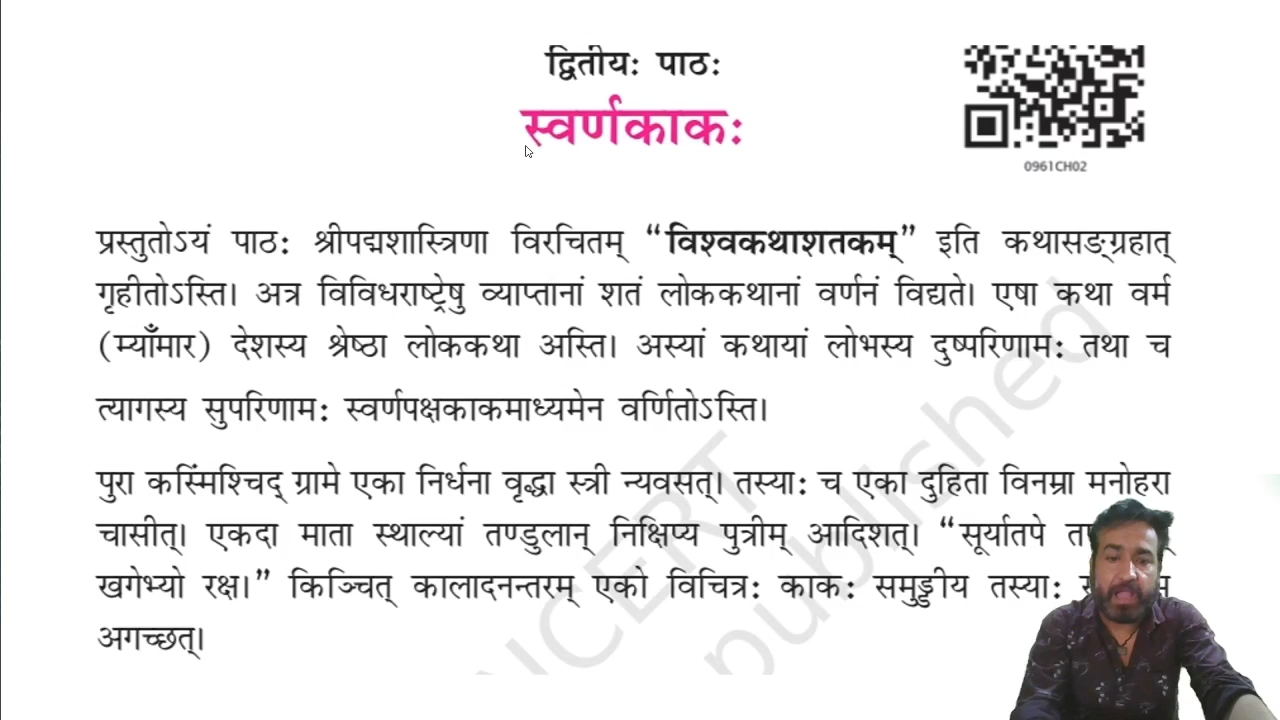 द्वितीयः पाठः
स्वर्णकाकः
0961CH02
प्रस्तुतोऽयं पाठः श्रीपद्मशास्त्रिणा विरचितम् “विश्वकथाशतकम्” इति कथासङ्ग्रहात्
गृहीतोऽस्ति। अत्र विविधराष्ट्रेषु व्याप्तानां शतं लोककथानां वर्णनं विद्यते। एषा कथा वर्म
(म्याँमार) देशस्य श्रेष्ठा लोककथा अस्ति। अस्यां कथायां लोभस्य दुष्परिणामः तथा च
त्यागस्य सुपरिणामः स्वर्णपक्षकाकमाध्यमेन वर्णितोऽस्ति।
पुरा कस्मिंश्चिद् ग्रामे एका निर्धना वृद्धा स्त्री न्यवसत्। तस्याः च एका दुहिता विनम्रा मनोहरा
चासीत्। एकदा माता स्थाल्यां तण्डुलान् निक्षिप्य पुत्रीम् आदिशत्। “सूर्यातपे
खगेभ्यो रक्ष।” किञ्चित् कालादनन्तरम् एको विचित्रः काकः समुड्डीय तस्याः
अगच्छत्।
NCERT
published